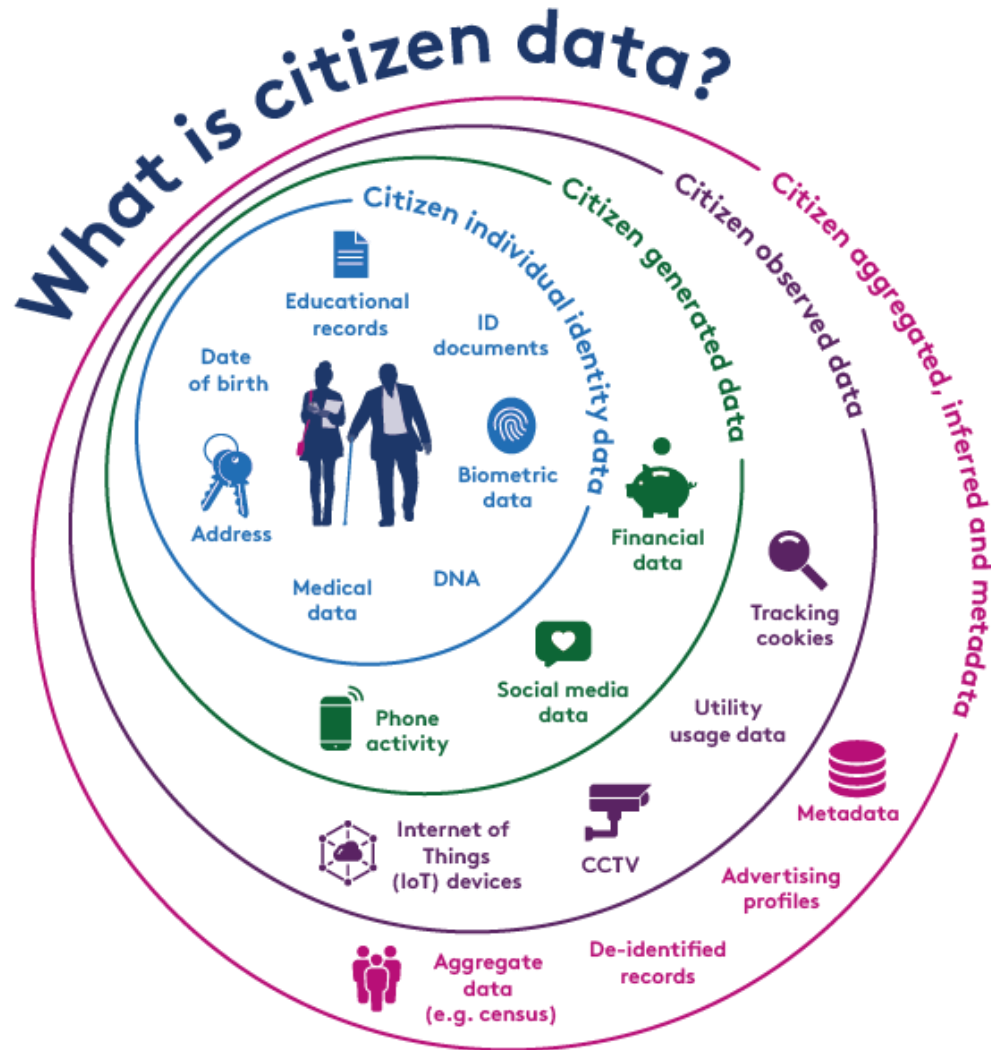 What is citizen data?
Citizen individual identity data
Educational
records
ID
documents
Date
of birth
Biometric
data
Address
Medical
data
DNA
Citizen generated data
Financial
data
Social media
data
Phone
activity
Citizen observed data
Tracking
cookies
Utility
usage data
CCTV
Internet of
Things
(IoT) devices
Citizen aggregated, inferred and metadata
Metadata
Advertising
profiles
De-identified
records
Aggregate
data
(e.g. census)